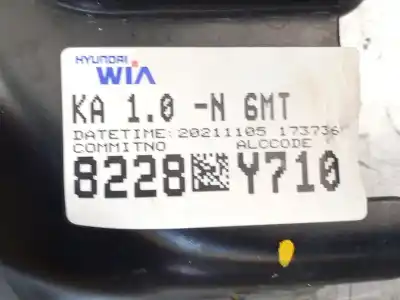 HYUNDAI
WIA
KA 1.0 -N 6MT
DATETIME:20211105 173736
COMMITNO ALCCODE
8228 Y710